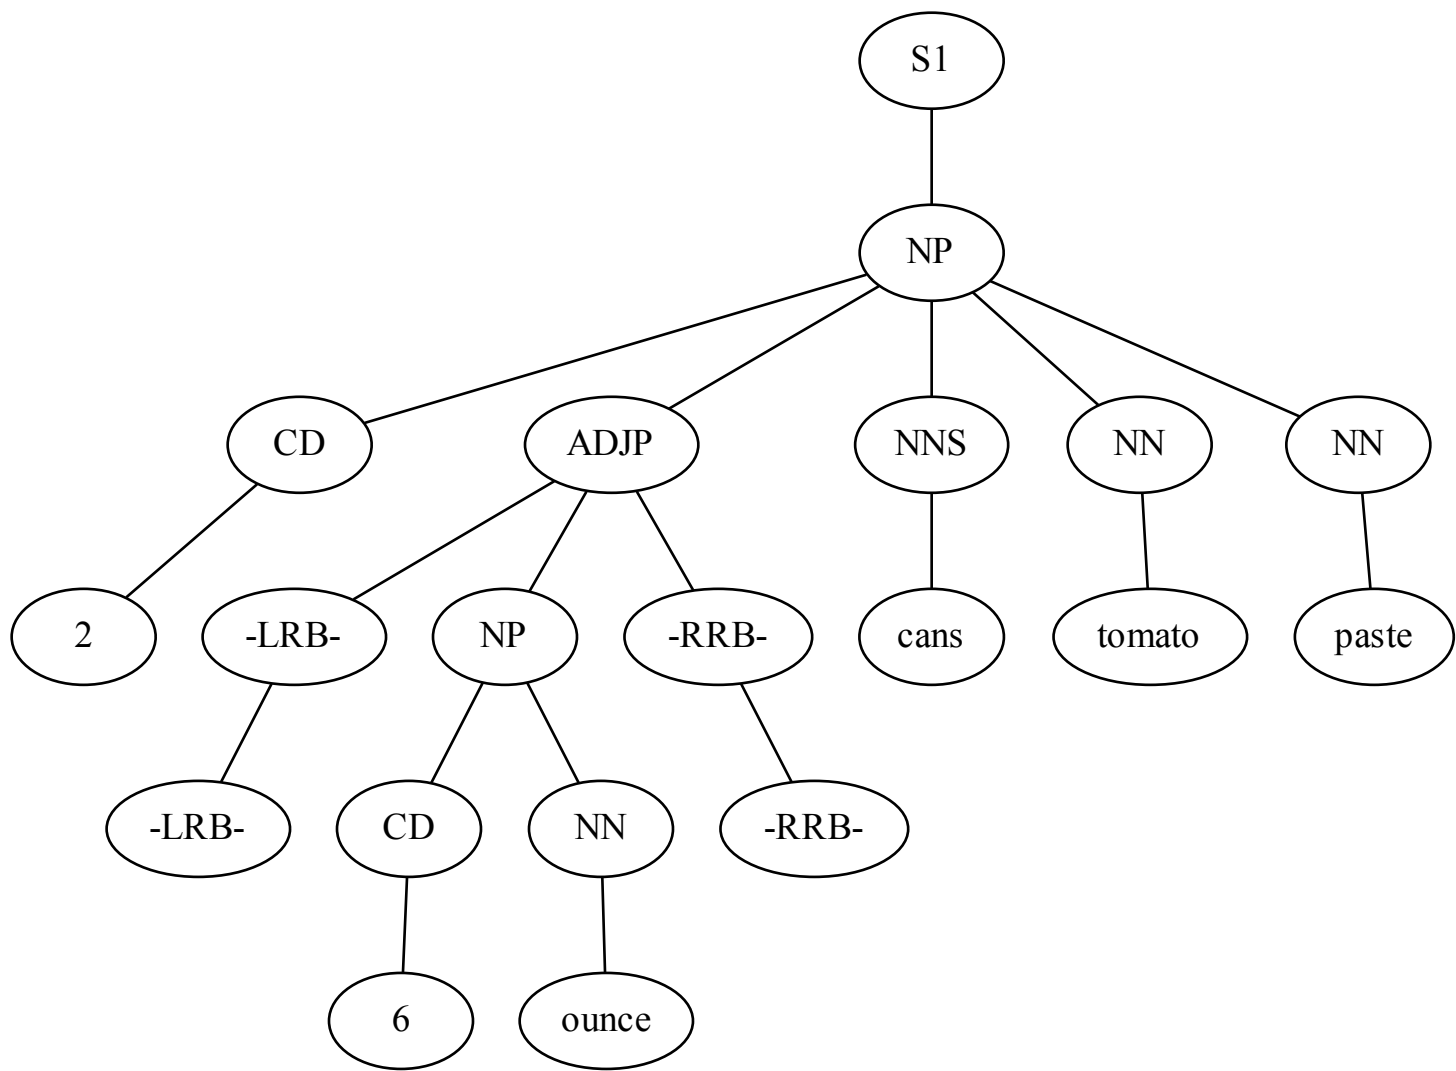 S1
NP
CD ADJP NNS NN NN
2 -LRB- NP -RRB- cans tomato paste
-LRB- CD NN -RRB-
6 ounce